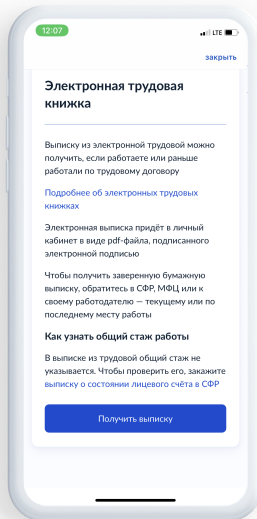 12:07
LTE
закрыть
Электронная трудовая
книжка
Выписку из электронной трудовой можно
получить, если работаете или раньше
работали по трудовому договору
Подробнее об электронных трудовых
книжках
Электронная выписка придёт в личный
кабинет в виде pdf-файла, подписанного
электронной подписью
Чтобы получить заверенную бумажную
выписку, обратитесь в СФР, МФЦ или к
своему работодателю — текущему или по
последнему месту работы
Как узнать общий стаж работы
В выписке из трудовой общий стаж не
указывается. Чтобы проверить его, закажите
выписку о состоянии лицевого счёта в СФР
Получить выписку